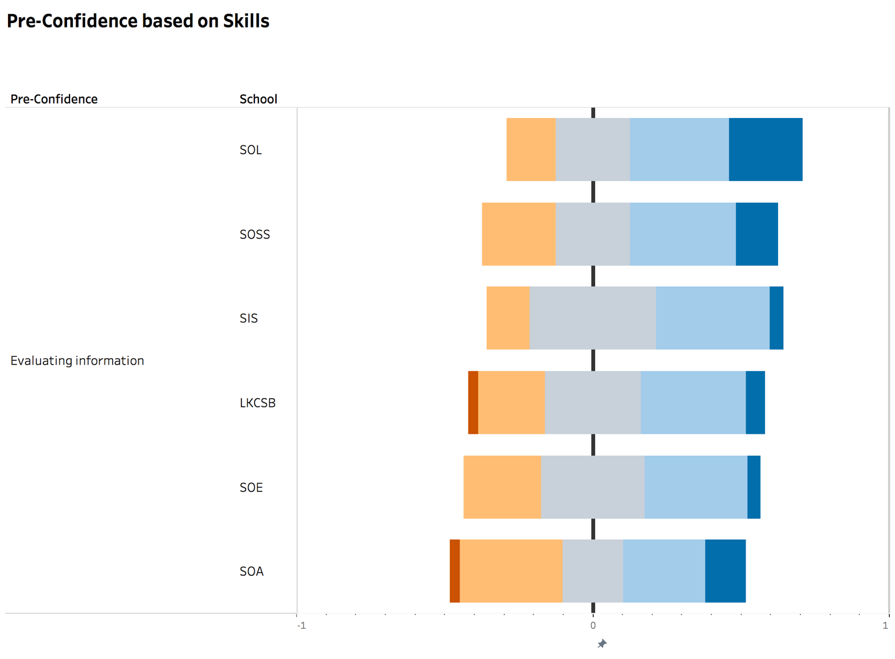 Pre-Confidence based on Skills
Pre-Confidence School
SOL
SOSS
SIS
Evaluating information
LKCSB
SOE
SOA
-1 0 1